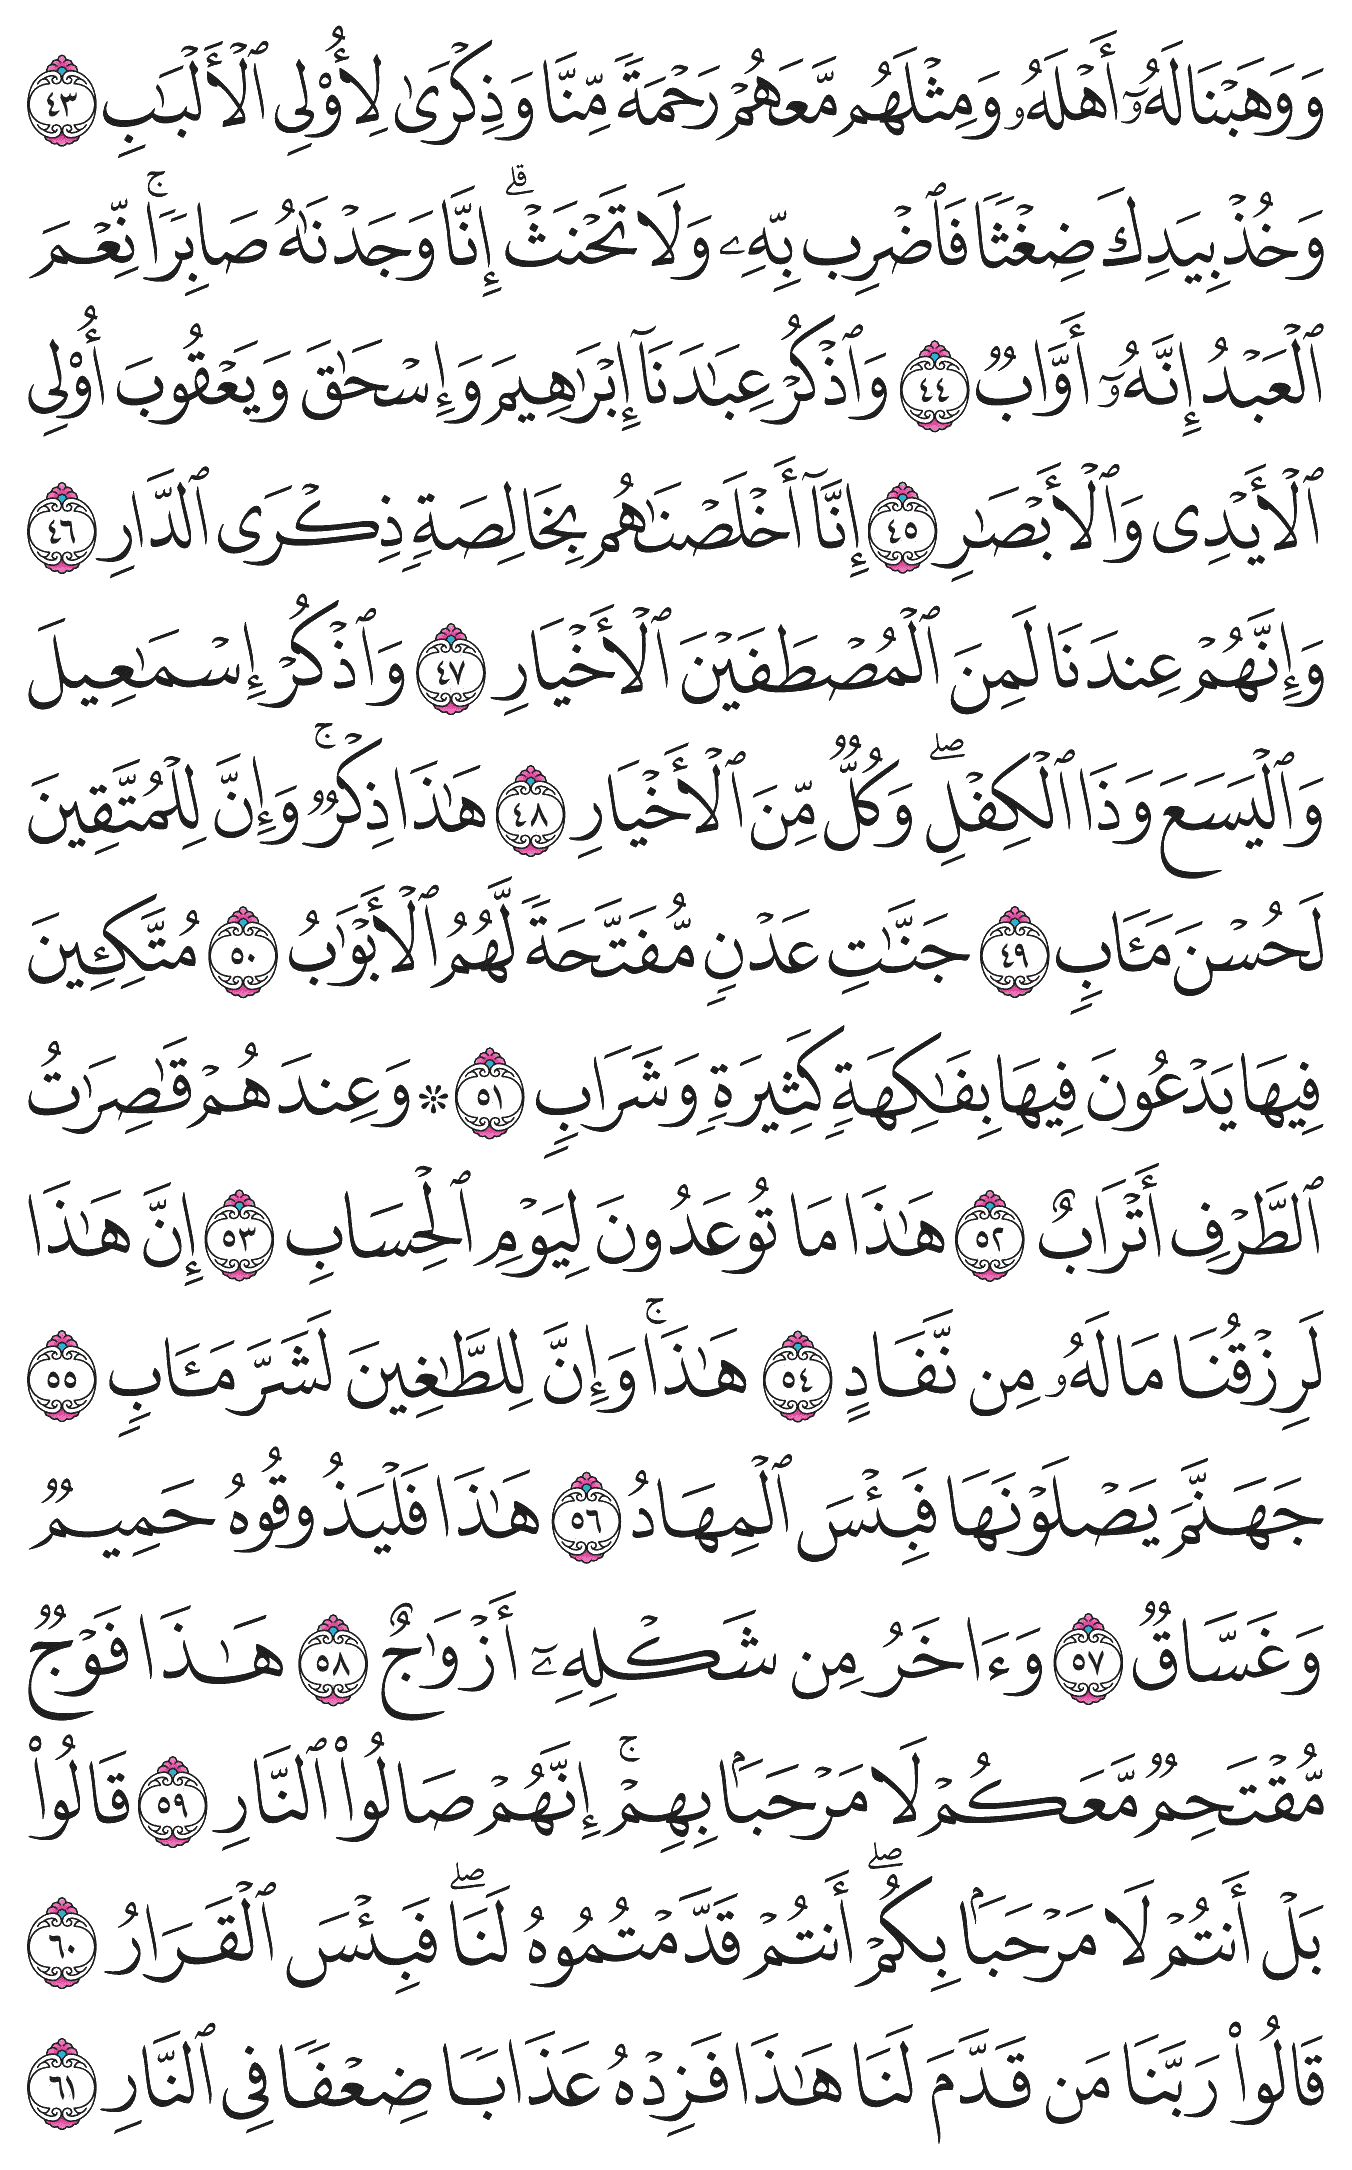 وَوَهَبْنَا لَهُۥٓ أَهْلَهُۥ وَمِثْلَهُم مَّعَهُمْ رَحْمَةً مِّنَّا وَذِكْرَىٰ لِأُو۟لِى ٱلْأَلْبَـٰبِ ٤٣
وَخُذْ بِيَدِكَ ضِغْثًا فَٱضْرِب بِّهِۦ وَلَا تَحْنَثْ ۗ إِنَّا وَجَدْنَـٰهُ صَابِرًا ۚ نِّعْمَ
ٱلْعَبْدُ إِنَّهُۥٓ أَوَّابٌ ٤٤ وَٱذْكُرْ عِبَـٰدَنَآ إِبْرَٰهِيمَ وَإِسْحَـٰقَ وَيَعْقُوبَ أُو۟لِى
ٱلْأَيْدِى وَٱلْأَبْصَـٰرِ ٤٥ إِنَّآ أَخْلَصْنَـٰهُم بِخَالِصَةٍ ذِكْرَى ٱلدَّارِ ٤٦
وَإِنَّهُمْ عِندَنَا لَمِنَ ٱلْمُصْطَفَيْنَ ٱلْأَخْيَارِ ٤٧ وَٱذْكُرْ إِسْمَـٰعِيلَ
وَٱلْيَسَعَ وَذَا ٱلْكِفْلِ ۖ وَكُلٌّ مِّنَ ٱلْأَخْيَارِ ٤٨ هَـٰذَا ذِكْرٌ ۚ وَإِنَّ لِلْمُتَّقِينَ
لَحُسْنَ مَـَٔابٍ ٤٩ جَنَّـٰتِ عَدْنٍ مُّفَتَّحَةً لَّهُمُ ٱلْأَبْوَٰبُ ٥٠ مُتَّكِـِٔينَ
فِيهَا يَدْعُونَ فِيهَا بِفَـٰكِهَةٍ كَثِيرَةٍ وَشَرَابٍ ٥١ ۞ وَعِندَهُمْ قَـٰصِرَٰتُ
ٱلطَّرْفِ أَتْرَابٌ ٥٢ هَـٰذَا مَا تُوعَدُونَ لِيَوْمِ ٱلْحِسَابِ ٥٣ إِنَّ هَـٰذَا
لَرِزْقُنَا مَا لَهُۥ مِن نَّفَادٍ ٥٤ هَـٰذَا ۚ وَإِنَّ لِلطَّـٰغِينَ لَشَرَّ مَـَٔابٍ ٥٥
جَهَنَّمَ يَصْلَوْنَهَا فَبِئْسَ ٱلْمِهَادُ ٥٦ هَـٰذَا فَلْيَذُوقُوهُ حَمِيمٌ
وَغَسَّاقٌ ٥٧ وَءَاخَرُ مِن شَكْلِهِۦٓ أَزْوَٰجٌ ٥٨ هَـٰذَا فَوْجٌ
مُّقْتَحِمٌ مَّعَكُمْ لَا مَرْحَبًۢا بِهِمْ ۚ إِنَّهُمْ صَالُوا۟ ٱلنَّارِ ٥٩ قَالُوا۟
بَلْ أَنتُمْ لَا مَرْحَبًۢا بِكُمْ ۖ أَنتُمْ قَدَّمْتُمُوهُ لَنَا ۖ فَبِئْسَ ٱلْقَرَارُ ٦٠
قَالُوا۟ رَبَّنَا مَن قَدَّمَ لَنَا هَـٰذَا فَزِدْهُ عَذَابًا ضِعْفًا فِى ٱلنَّارِ ٦١